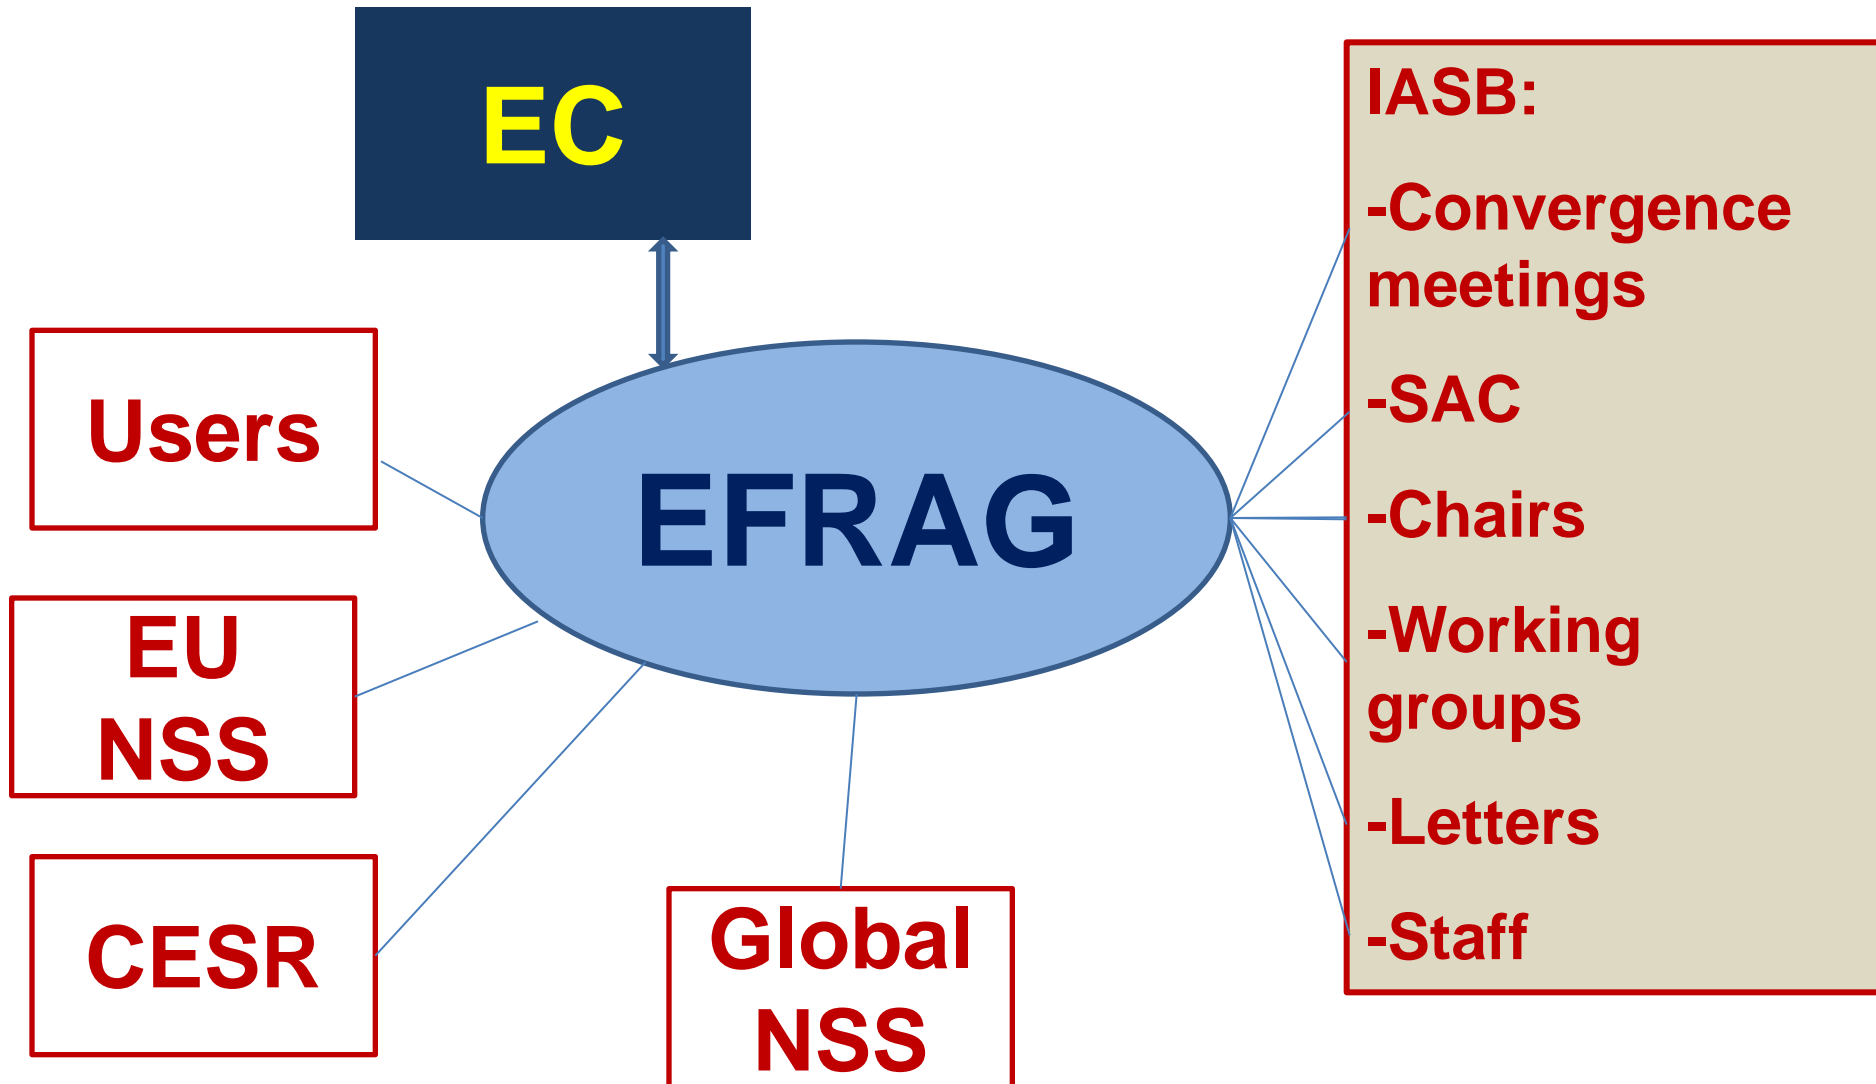 EC
IASB:
-Convergence
meetings
-SAC
-Chairs
-Working
groups
-Letters
-Staff
Users
EFRAG
EU
NSS
CESR
Global
NSS